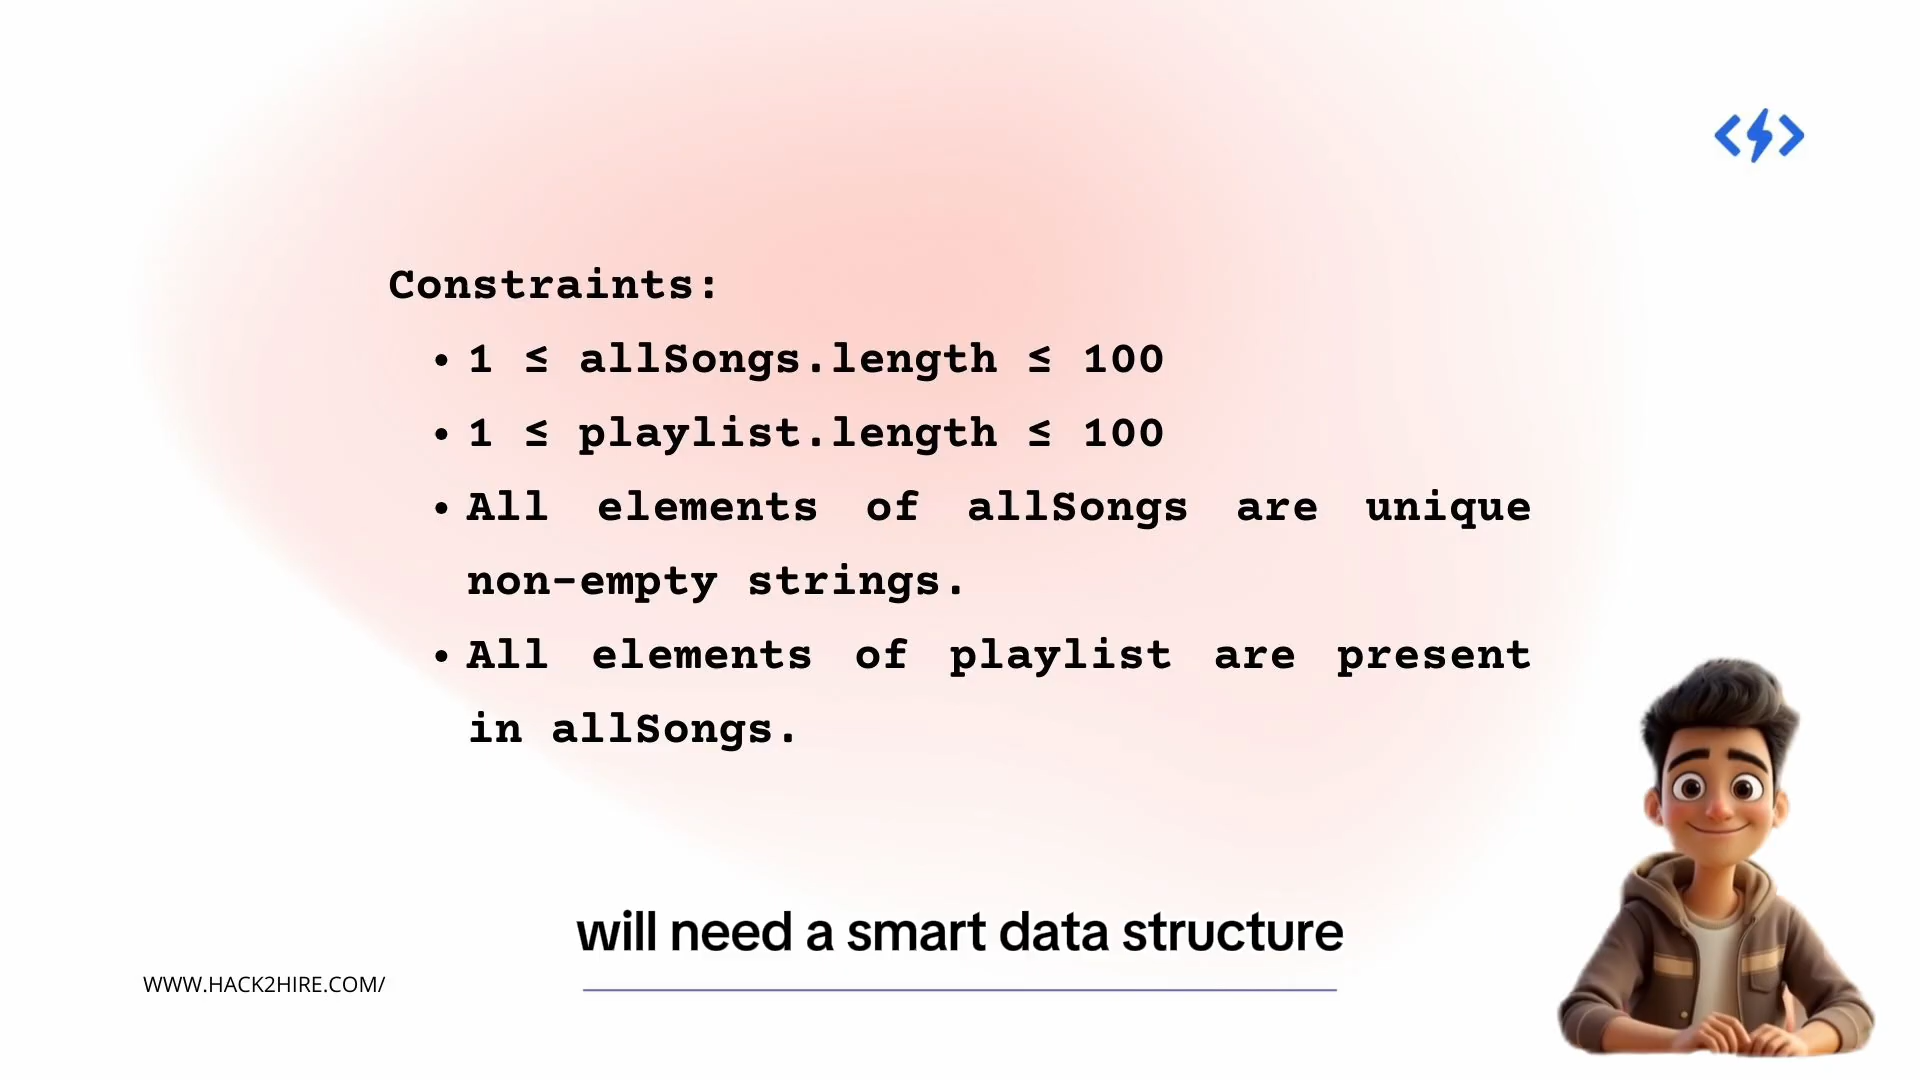 Constraints:
• 1 ≤ allSongs.length ≤ 100
• 1 ≤ playlist.length ≤ 100
• All elements of allSongs are unique
non-empty strings.
• All elements of playlist are present
in allSongs.
will need a smart data structure
WWW.HACK2HIRE.COM/